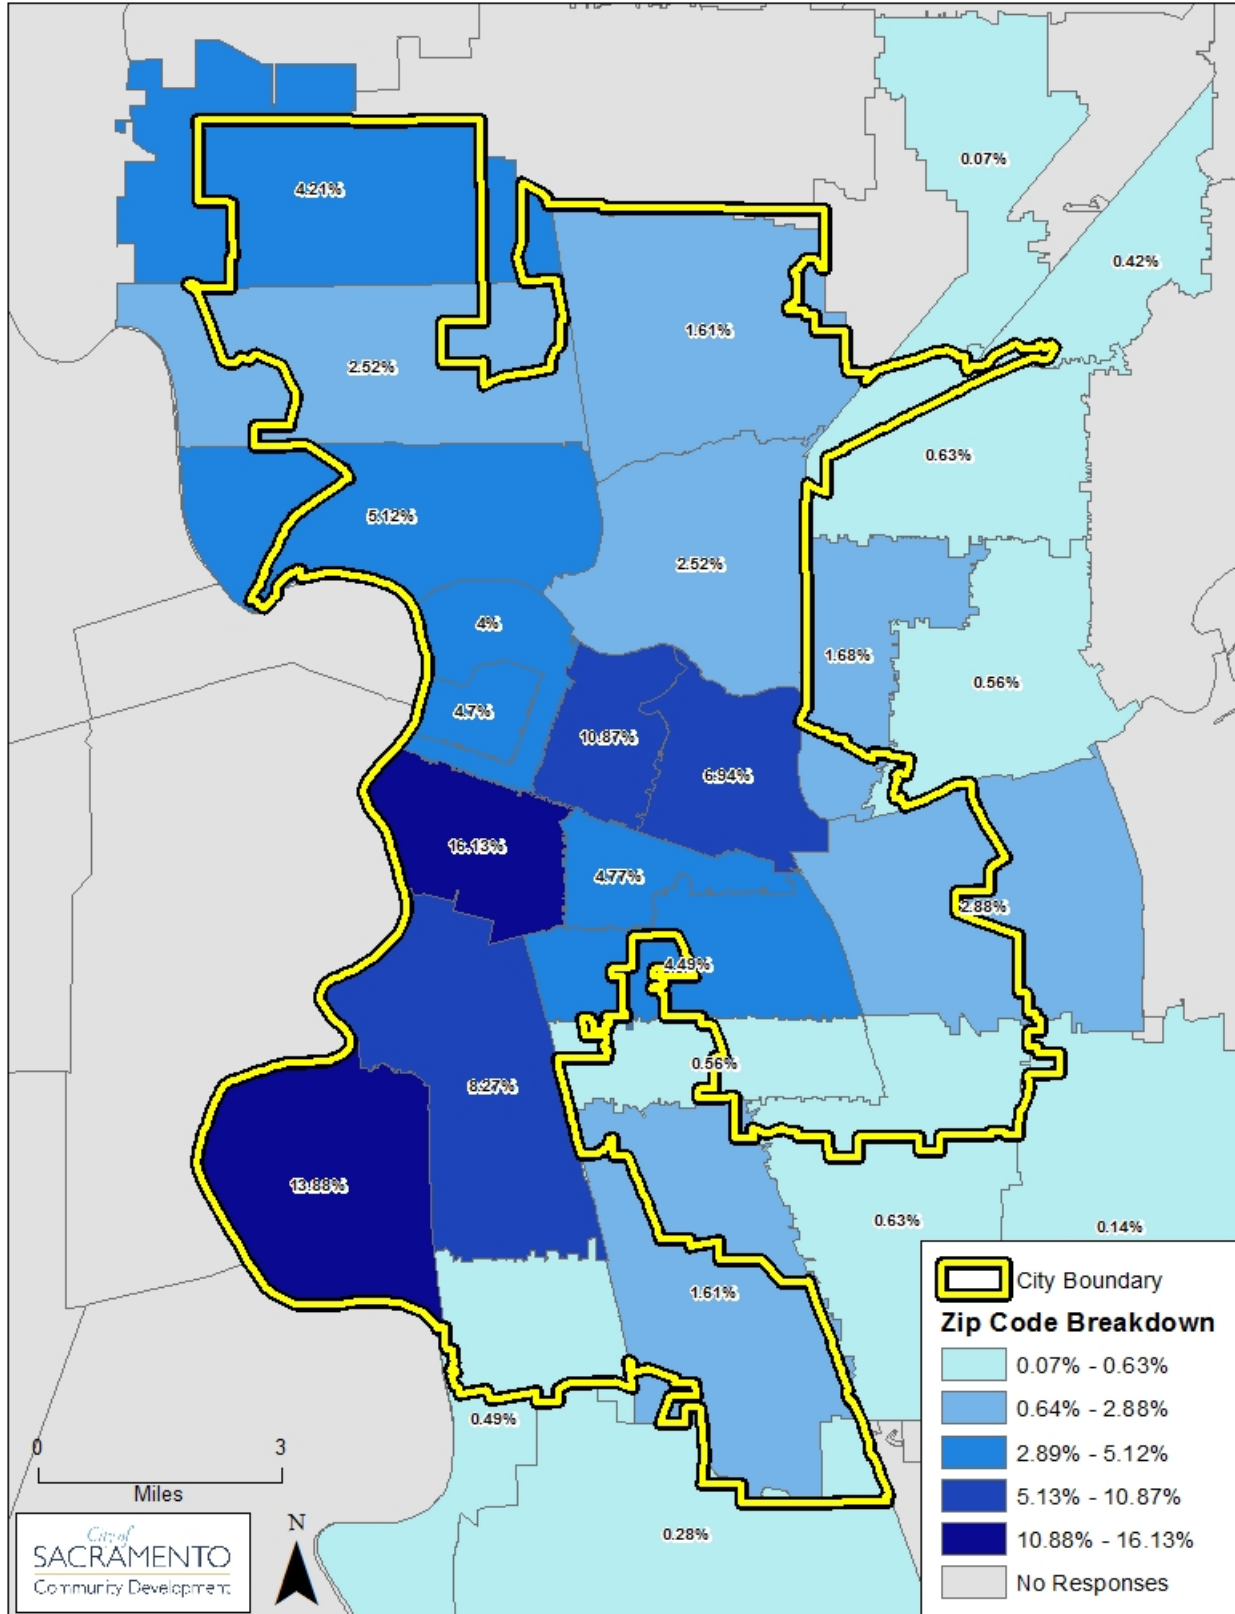 0.07%
4.21%
0.42%
1.61%
2.52%
0.63%
5.12%
2.52%
4%
1.68%
0.56%
4.7%
10.87%
6.94%
16.13%
4.77%
2.88%
4.49%
0.56%
8.27%
13.88%
0.63%
0.14%
1.61%
0.49%
0.28%
City Boundary
Zip Code Breakdown
0.07% - 0.63%
0.64% - 2.88%
2.89% - 5.12%
5.13% - 10.87%
10.88% - 16.13%
No Responses
0 3
Miles
N
City of
SACRAMENTO
Community Development